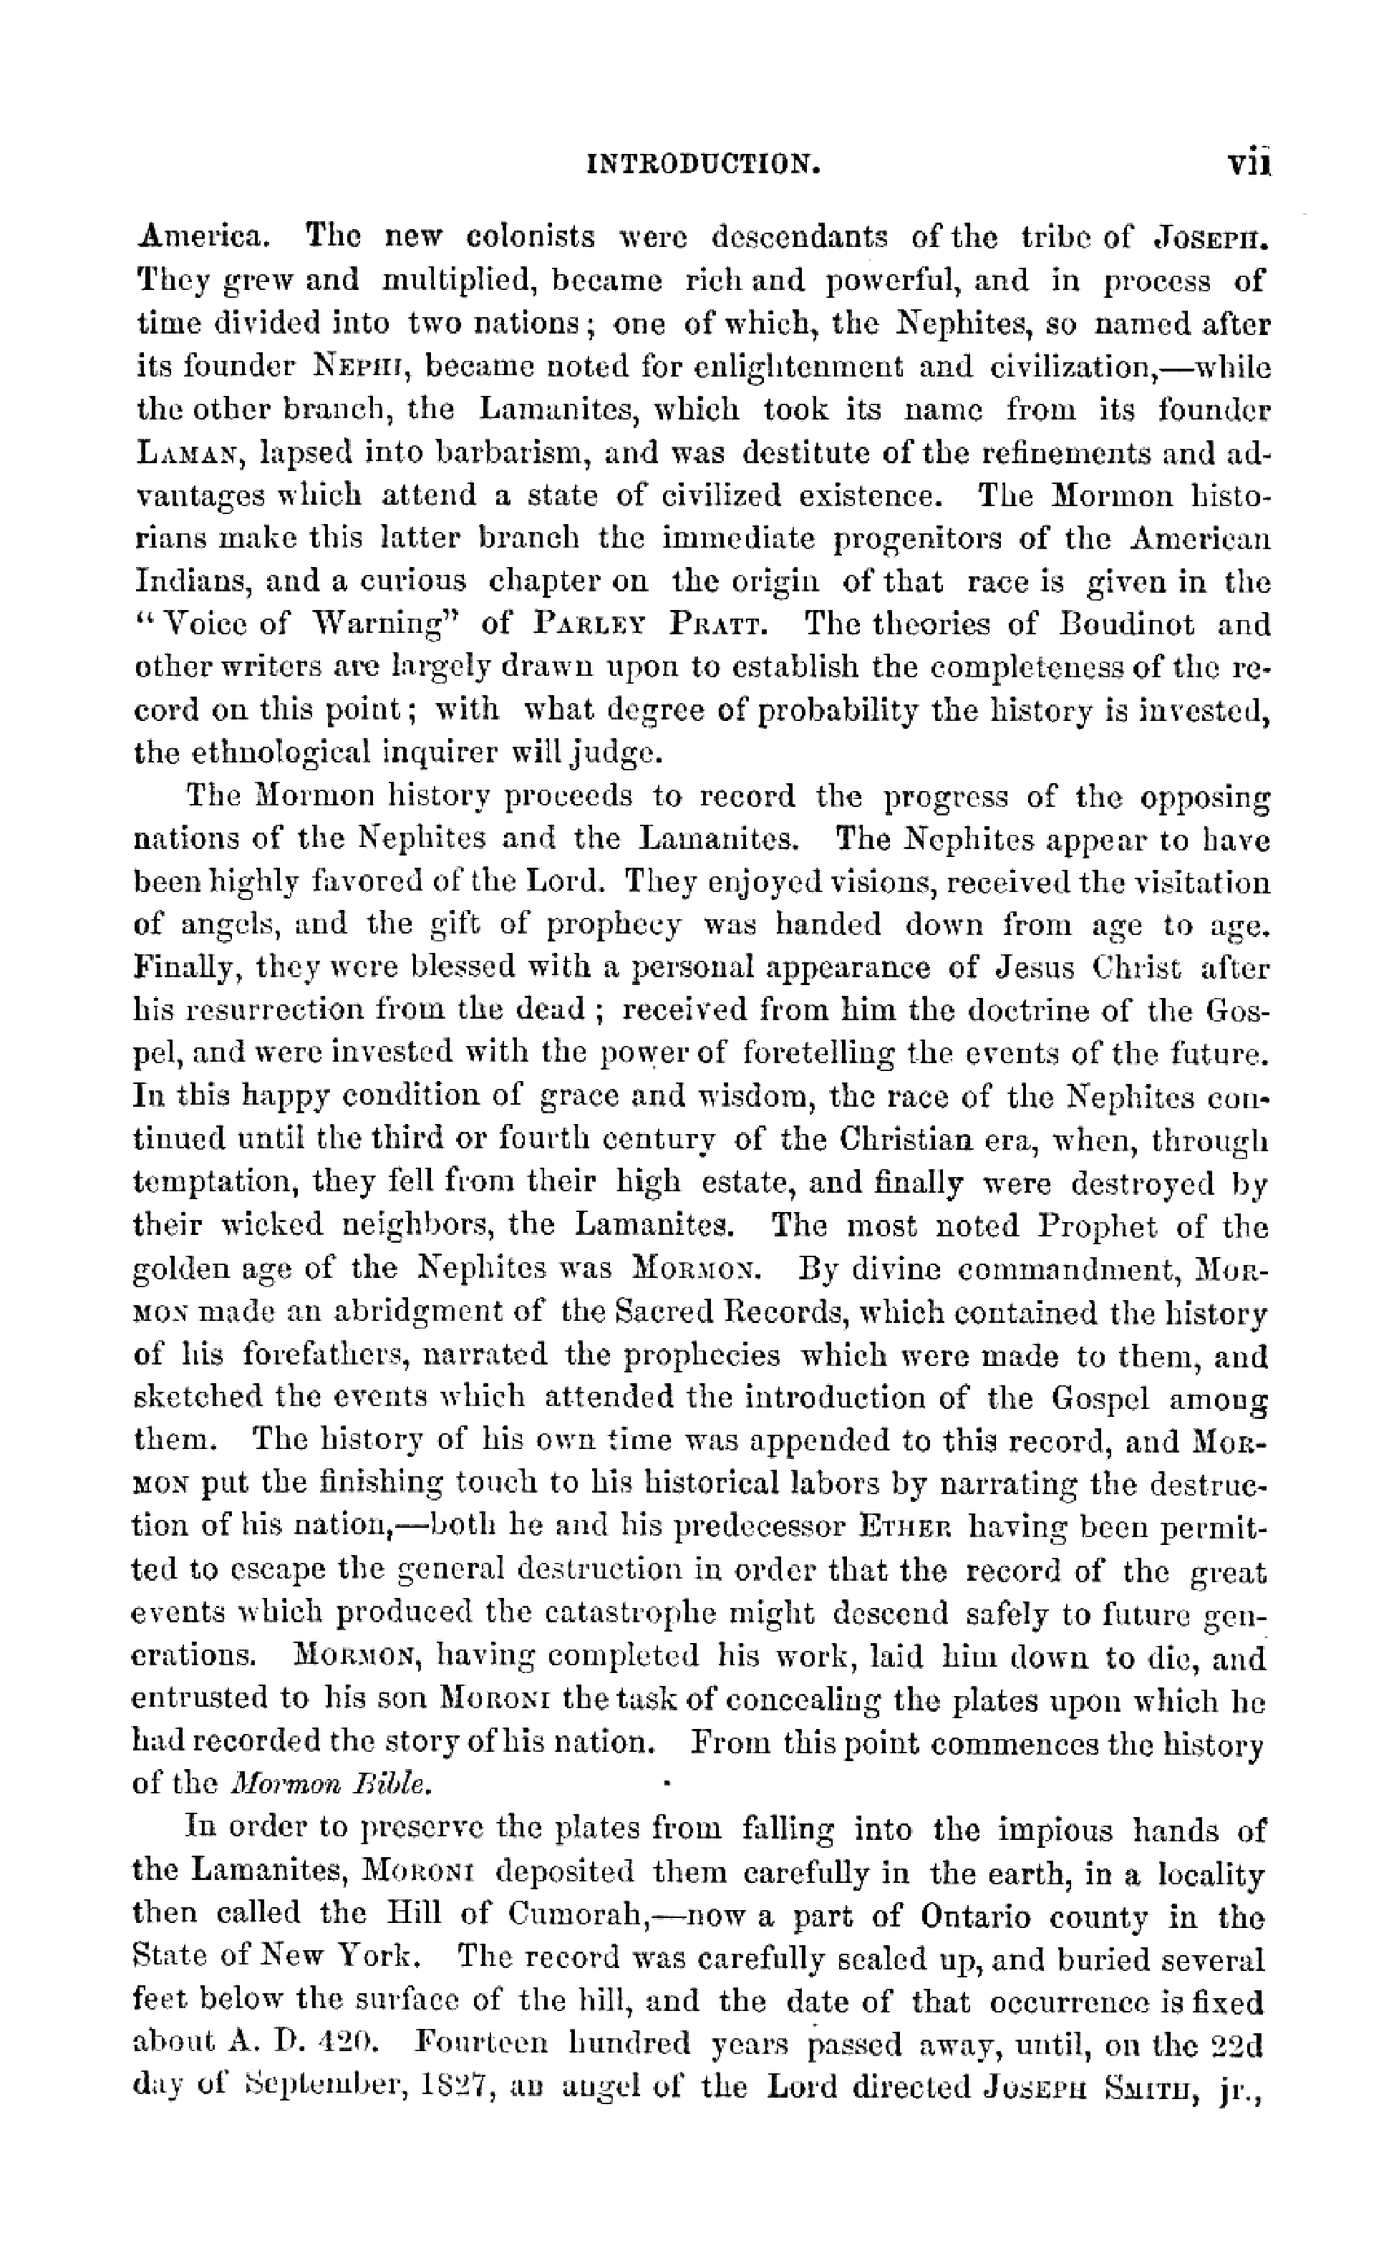 INTRODUCTION. vii
America. The new colonists were descendants of the tribe of JOSEPH.
They grew and multiplied, became rich and powerful, and in process of
time divided into two nations; one of which, the Nephites, so named after
its founder NEPHI, became noted for enlightenment and civilization,—while
the other branch, the Lamanites, which took its name from its founder
LAMAN, lapsed into barbarism, and was destitute of the refinements and ad-
vantages which attend a state of civilized existence. The Mormon histo-
rians make this latter branch the immediate progenitors of the American
Indians, and a curious chapter on the origin of that race is given in the
"Voice of Warning" of PARLEY PRATT. The theories of Boudinot and
other writers are largely drawn upon to establish the completeness of the re-
cord on this point; with what degree of probability the history is invested,
the ethnological inquirer will judge.
The Mormon history proceeds to record the progress of the opposing
nations of the Nephites and the Lamanites. The Nephites appear to have
been highly favored of the Lord. They enjoyed visions, received the visitation
of angels, and the gift of prophecy was handed down from age to age.
Finally, they were blessed with a personal appearance of Jesus Christ after
his resurrection from the dead; received from him the doctrine of the Gos-
pel, and were invested with the power of foretelling the events of the future.
In this happy condition of grace and wisdom, the race of the Nephites con-
tinued until the third or fourth century of the Christian era, when, through
temptation, they fell from their high estate, and finally were destroyed by
their wicked neighbors, the Lamanites. The most noted Prophet of the
golden age of the Nephites was MORMON. By divine commandment, MOR-
MON made an abridgment of the Sacred Records, which contained the history
of his forefathers, narrated the prophecies which were made to them, and
sketched the events which attended the introduction of the Gospel among
them. The history of his own time was appended to this record, and MOR-
MON put the finishing touch to his historical labors by narrating the destruc-
tion of his nation,—both he and his predecessor ETHER having been permit-
ted to escape the general destruction in order that the record of the great
events which produced the catastrophe might descend safely to future gen-
erations. MORMON, having completed his work, laid him down to die, and
entrusted to his son MORONI the task of concealing the plates upon which he
had recorded the story of his nation. From this point commences the history
of the Mormon Bible.
In order to preserve the plates from falling into the impious hands of
the Lamanites, MORONI deposited them carefully in the earth, in a locality
then called the Hill of Cumorah,—now a part of Ontario county in the
State of New York. The record was carefully sealed up, and buried several
feet below the surface of the hill, and the date of that occurrence is fixed
about A. D. 420. Fourteen hundred years passed away, until, on the 22d
day of September, 1827, an angel of the Lord directed JOSEPH SMITH, jr.,